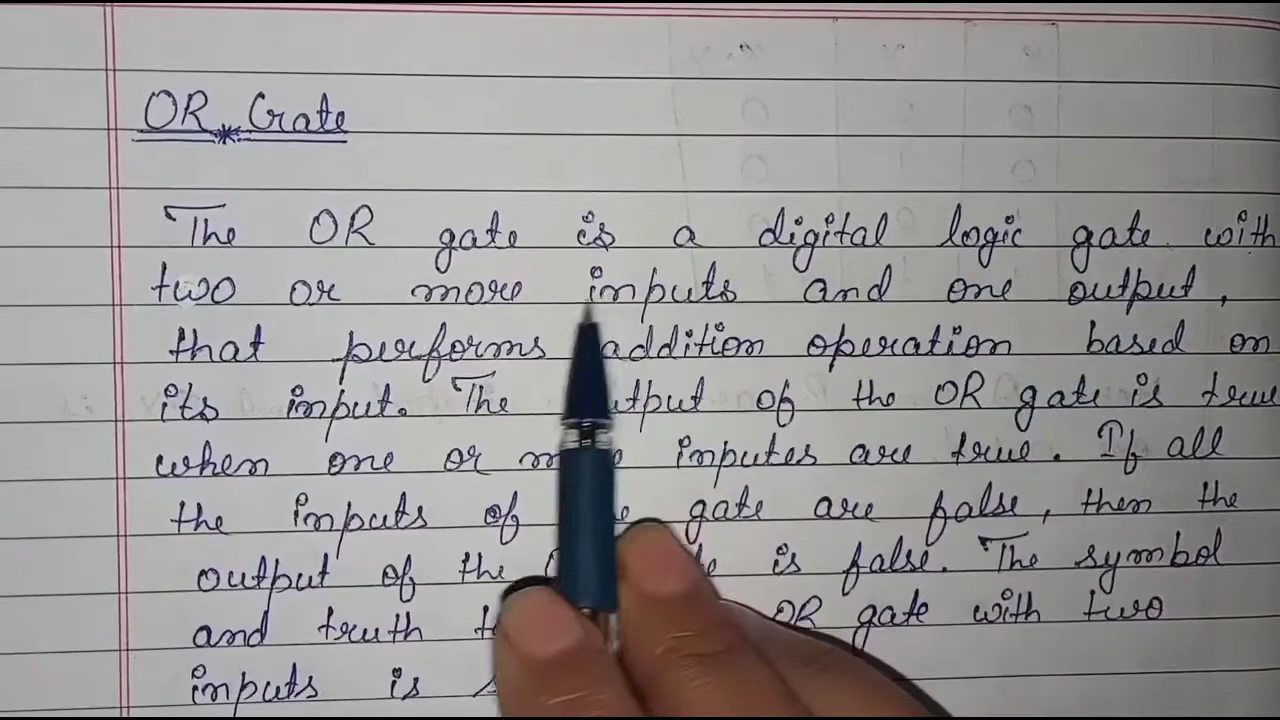 OR Gate
The OR gate is a digital logic gate with
two or more inputs and one output,
that performs addition operation based on
its input. The output of the OR gate is true
when one or inputes are true. If all
the inputs of gate are false, then the
output of the is false. The symbol
and truth OR gate with two
inputs is